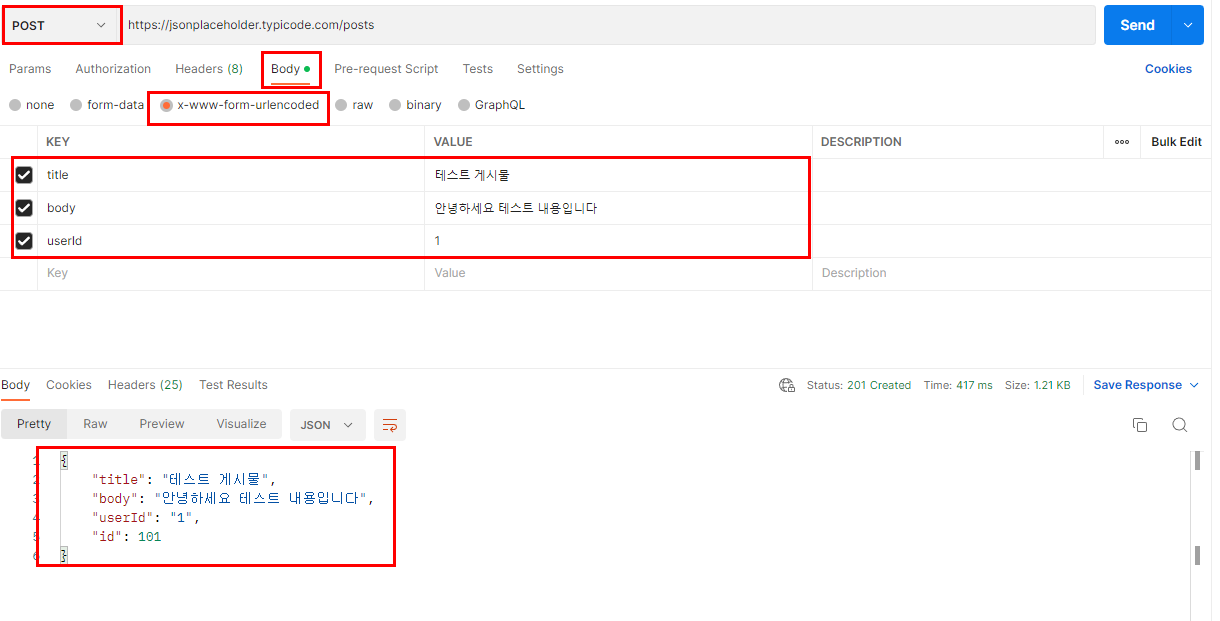 POST https://jsonplaceholder.typicode.com/posts Send
Params Authorization Headers (8) Body Pre-request Script Tests Settings Cookies
none form-data x-www-form-urlencoded raw binary GraphQL
KEY VALUE DESCRIPTION Bulk Edit
title 테스트 게시물
body 안녕하세요 테스트 내용입니다
userId 1
Key Value Description
Body Cookies Headers (25) Test Results Status: 201 Created Time: 417 ms Size: 1.21 KB Save Response
Pretty Raw Preview Visualize JSON
1 {
2 "title": "테스트 게시물",
3 "body": "안녕하세요 테스트 내용입니다",
4 "userId": "1",
5 "id": 101
6 }